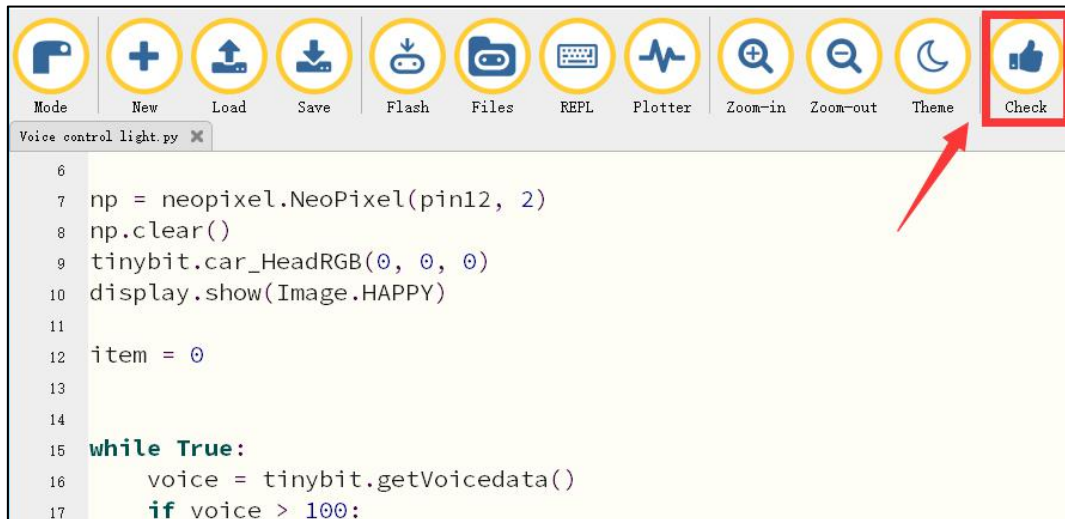 Mode New Load Save Flash Files REPL Plotter Zoom-in Zoom-out Theme Check
Voice control light.py
6
7 np = neopixel.NeoPixel(pin12, 2)
8 np.clear()
9 tinybit.car_HeadRGB(0, 0, 0)
10 display.show(Image.HAPPY)
11
12 item = 0
13
14
15 while True:
16     voice = tinybit.getVoicedata()
17     if voice > 100: